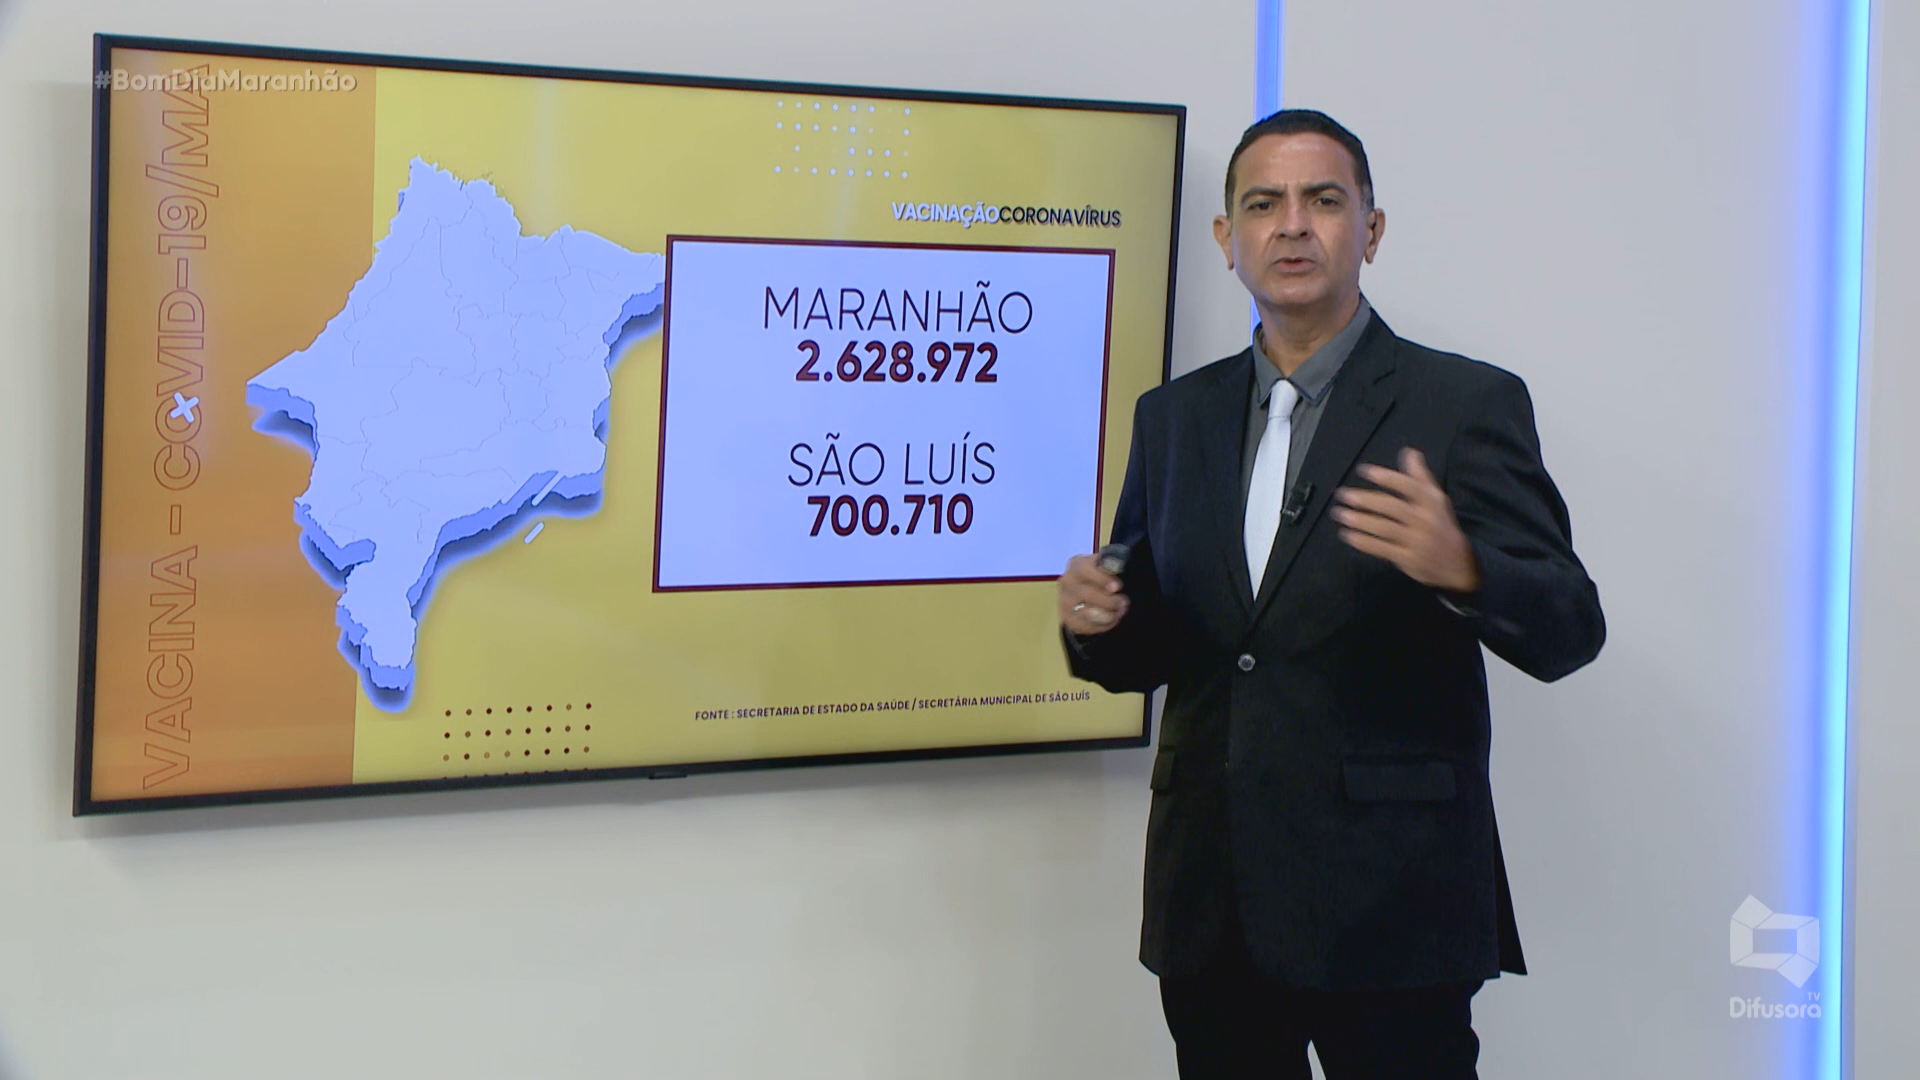 #BomDiaMaranhão
VACINA - COVID-19/MA
VACINAÇÃOCORONAVÍRUS
MARANHÃO
2.628.972
SÃO LUÍS
700.710
FONTE : SECRETARIA DE ESTADO DA SAÚDE / SECRETÁRIA MUNICIPAL DE SÃO LUÍS
TV
Difusora